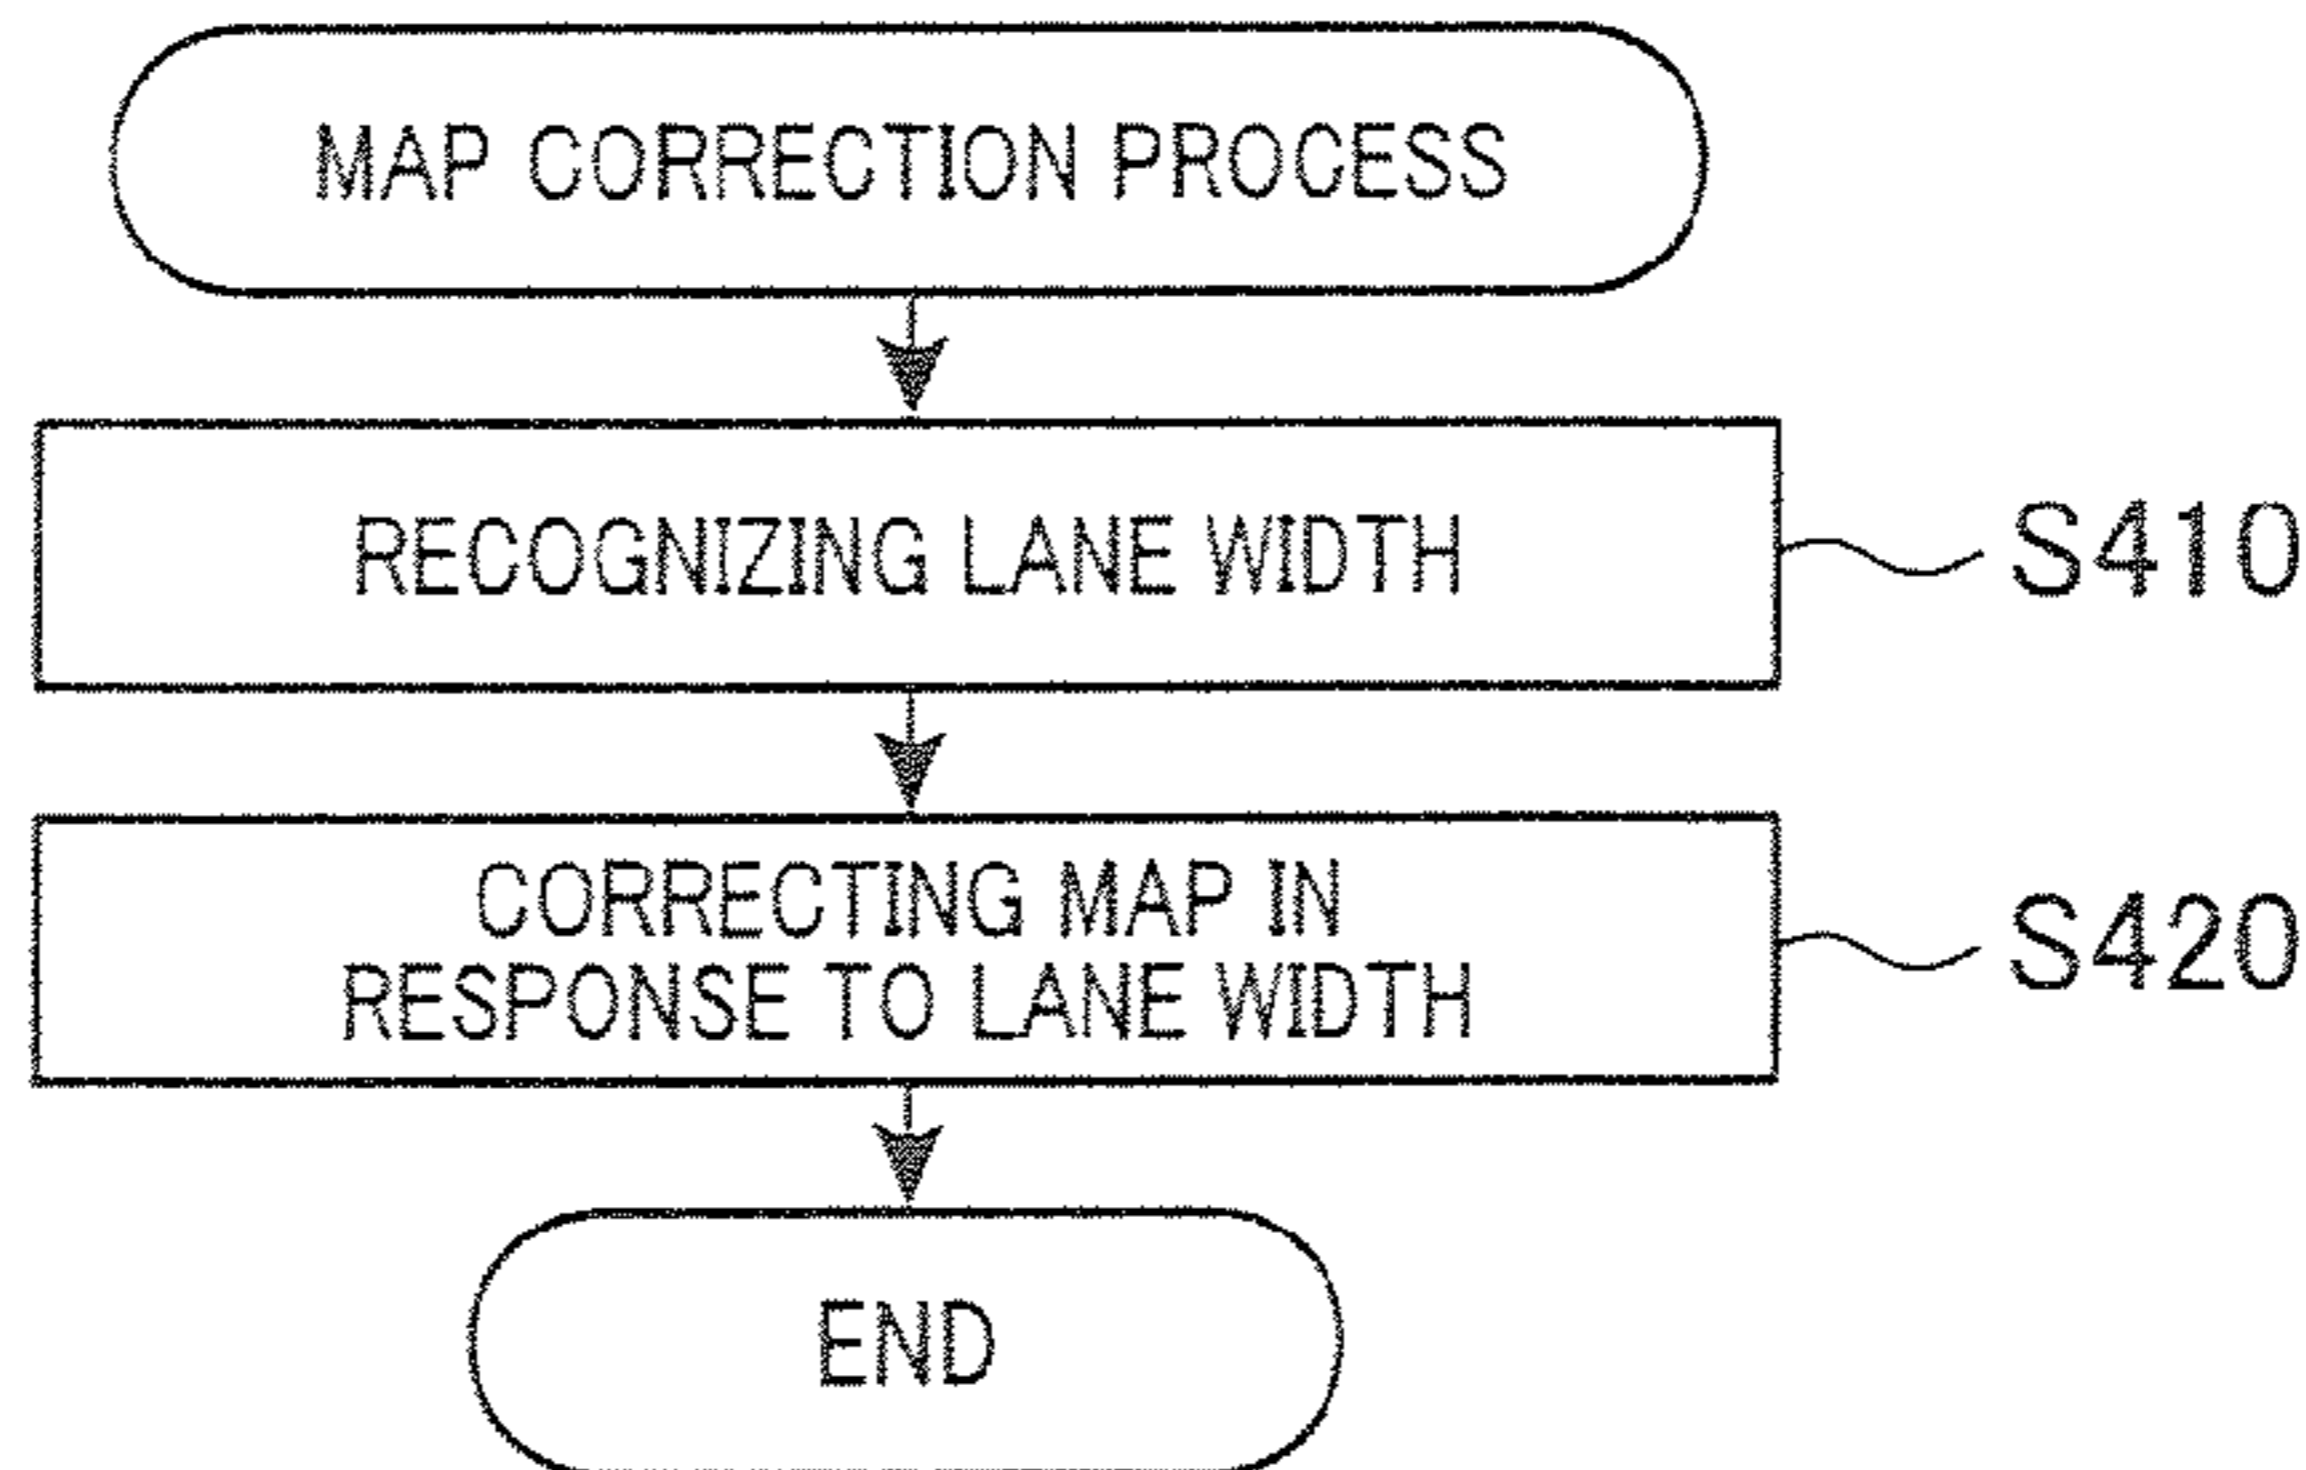 MAP CORRECTION PROCESS
RECOGNIZING LANE WIDTH
S410
CORRECTING MAP IN
RESPONSE TO LANE WIDTH
S420
END